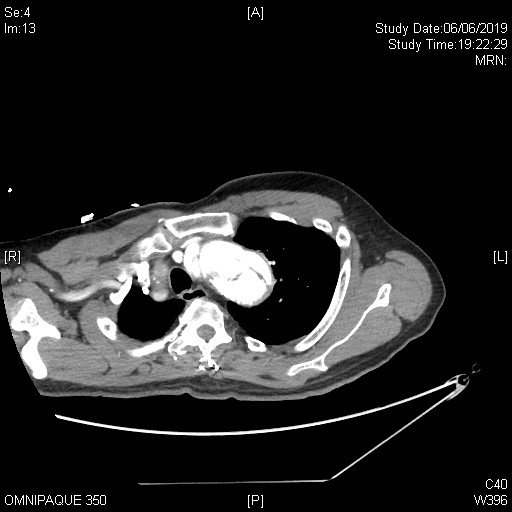 Se:4
Im:13
[A]
Study Date:06/06/2019
Study Time:19:22:29
MRN:
[R]
[L]
OMNIPAQUE 350
[P]
C40
W396